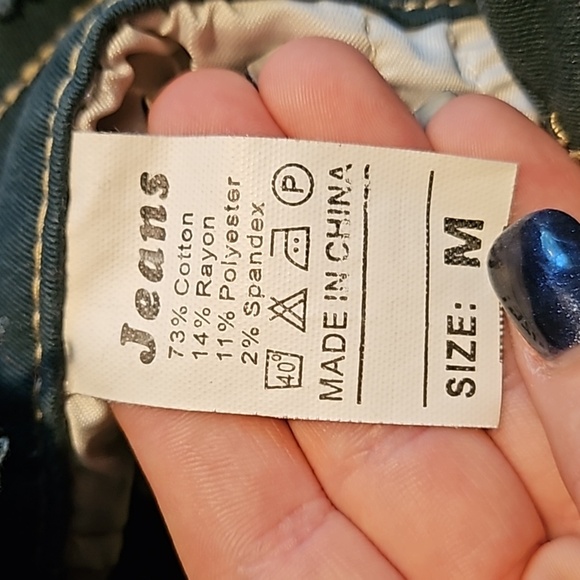 Jeans
73% Cotton
14% Rayon
11% Polyester
2% Spandex
40° P
MADE IN CHINA
SIZE: M